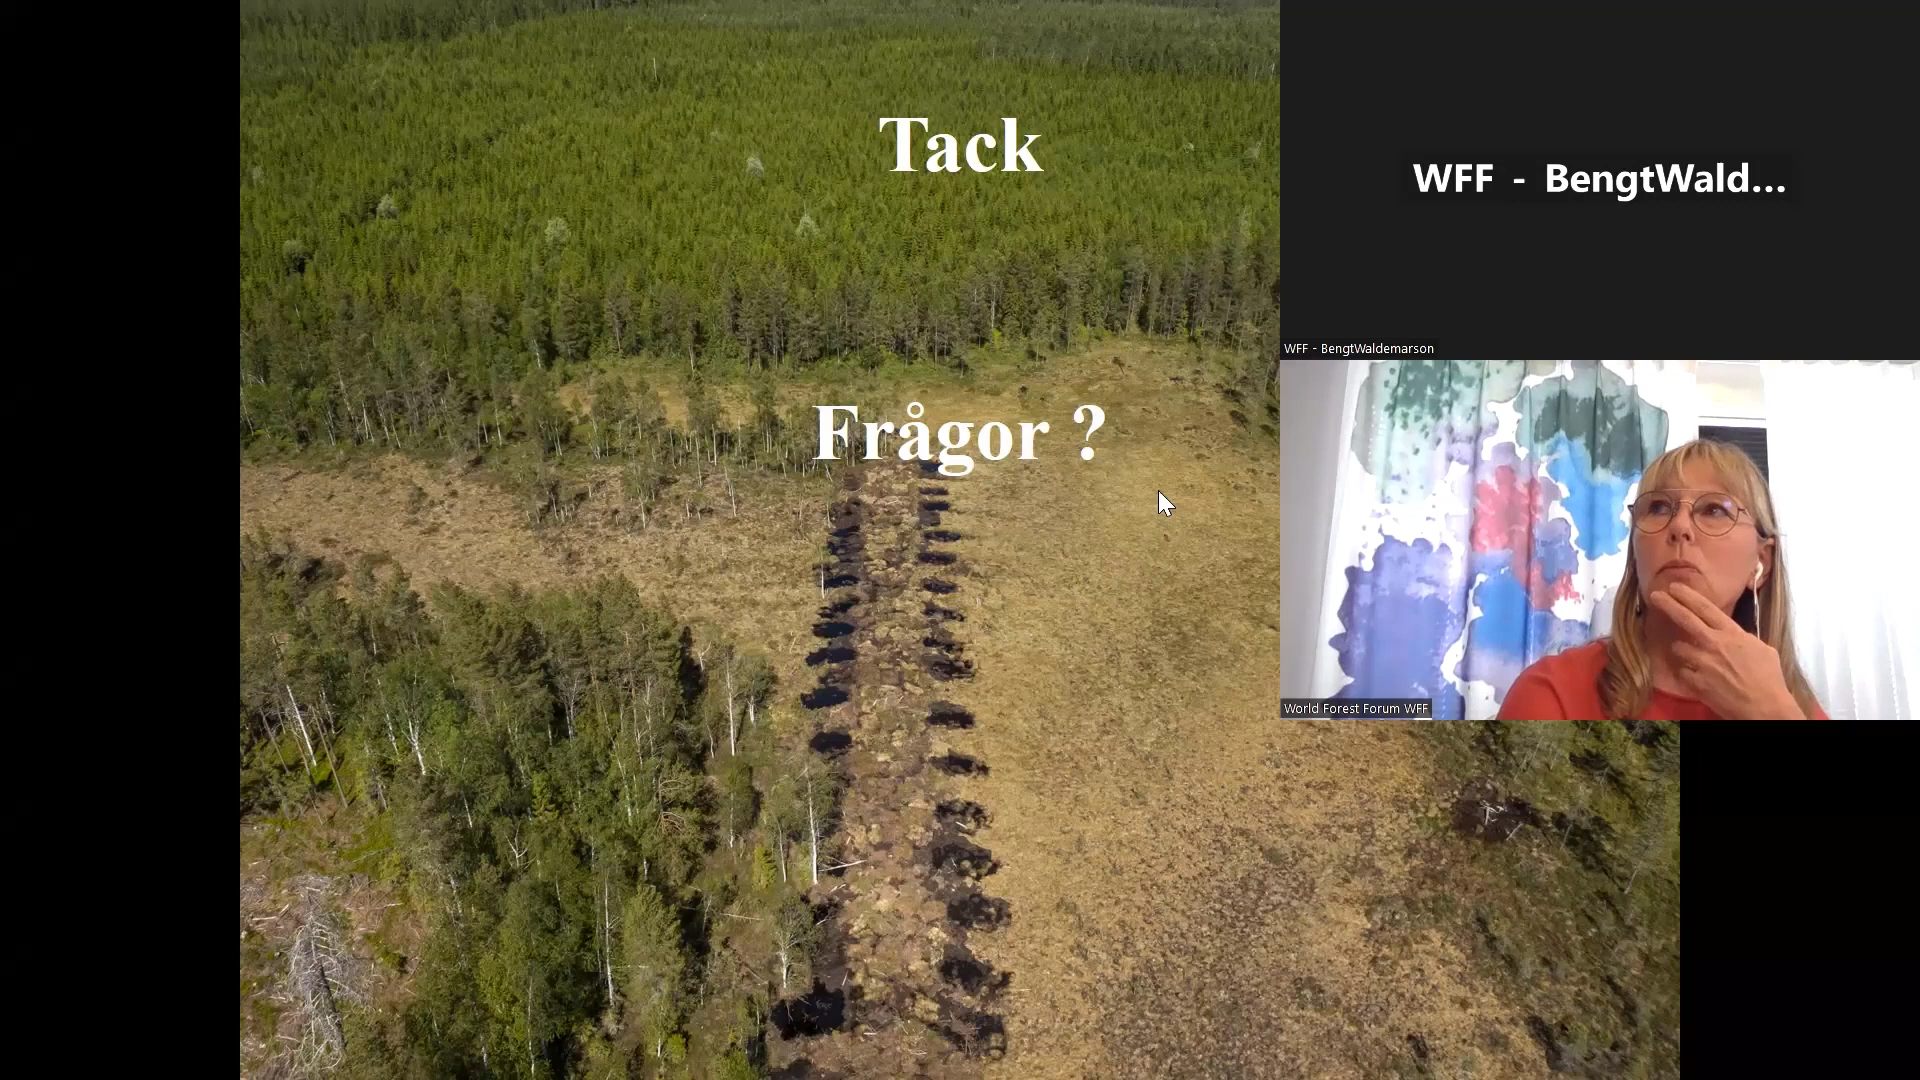 Tack
Frågor ?
WFF - BengtWald...
WFF - BengtWaldemarson
World Forest Forum WFF